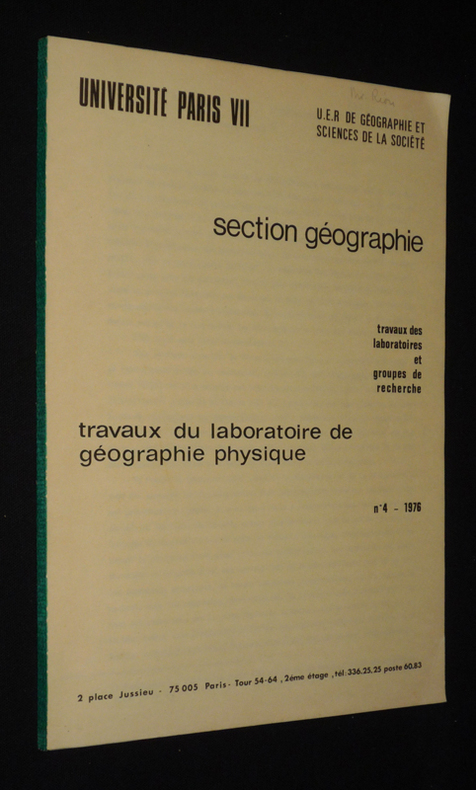 UNIVERSITÉ PARIS VII
U.E.R DE GÉOGRAPHIE ET
SCIENCES DE LA SOCIÉTÉ
section géographie
travaux des
laboratoires
et
groupes de
recherche
travaux du laboratoire de
géographie physique
n°4 - 1976
2 place Jussieu - 75005 Paris - Tour 54-64, 2ème étage, tél: 336.25.25 poste 60.83